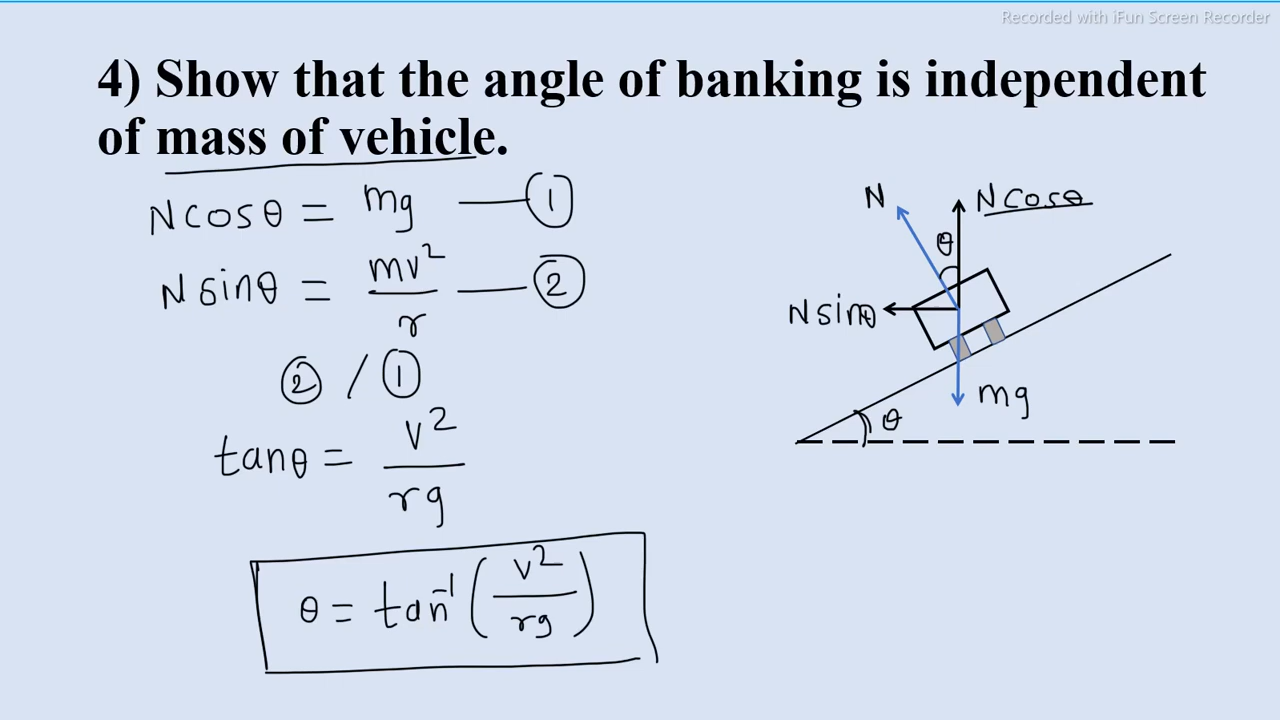 Recorded with iFun Screen Recorder
4) Show that the angle of banking is independent
of mass of vehicle.
Ncosθ = mg — ①
Nsinθ = mv²/r — ②
② / ①
tanθ = v²/rg
θ = tan⁻¹(v²/rg)
N
Ncosθ
θ
Nsinθ
mg
θ